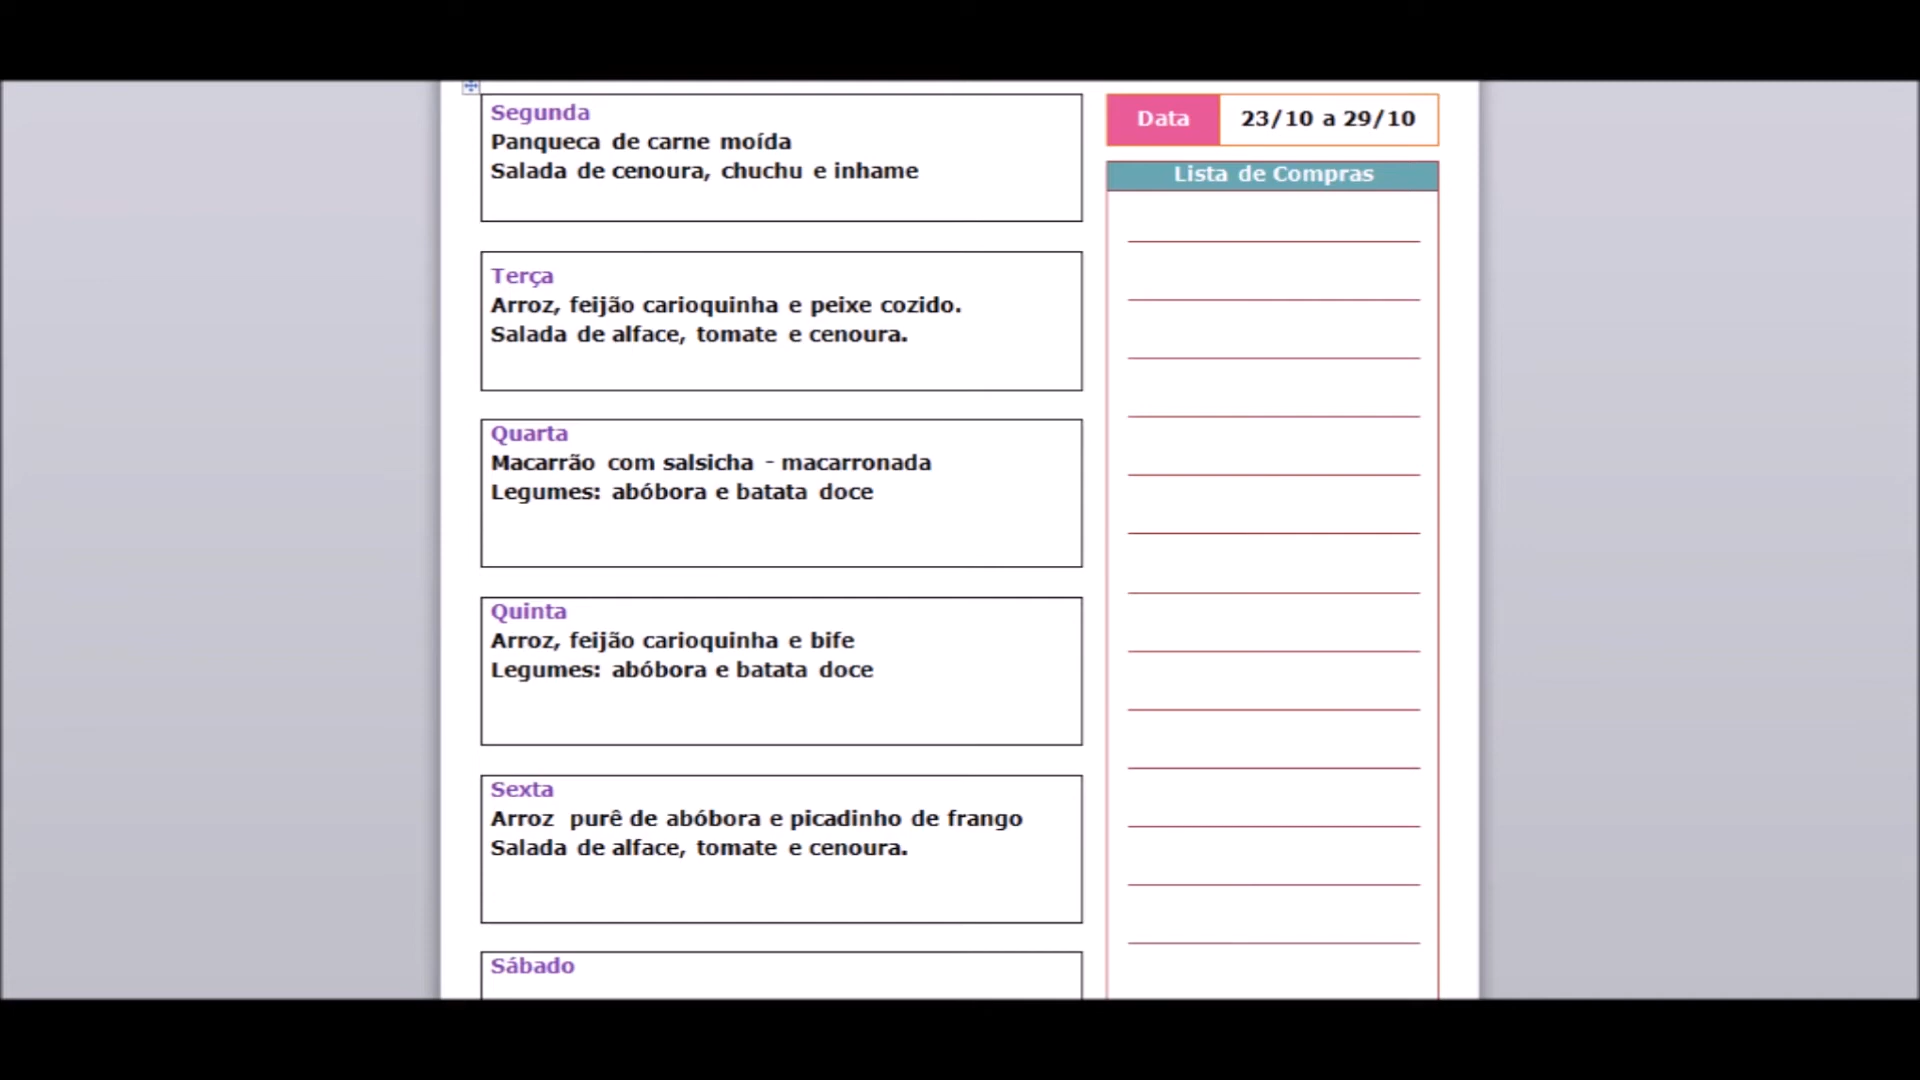 Segunda
Panqueca de carne moída
Salada de cenoura, chuchu e inhame
Terça
Arroz, feijão carioquinha e peixe cozido.
Salada de alface, tomate e cenoura.
Quarta
Macarrão com salsicha - macarronada
Legumes: abóbora e batata doce
Quinta
Arroz, feijão carioquinha e bife
Legumes: abóbora e batata doce
Sexta
Arroz purê de abóbora e picadinho de frango
Salada de alface, tomate e cenoura.
Sábado
Data 23/10 a 29/10
Lista de Compras